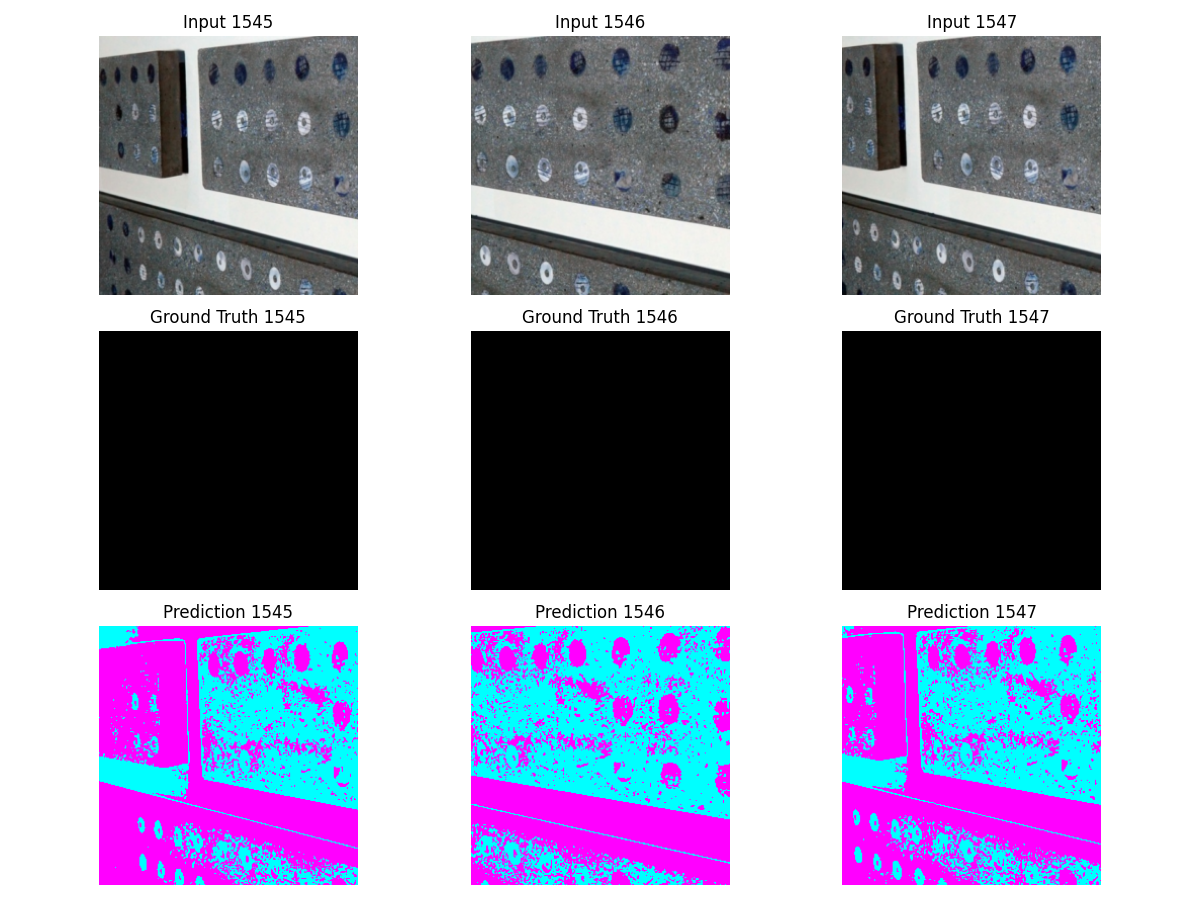 Input 1545
Input 1546
Input 1547
Ground Truth 1545
Ground Truth 1546
Ground Truth 1547
Prediction 1545
Prediction 1546
Prediction 1547